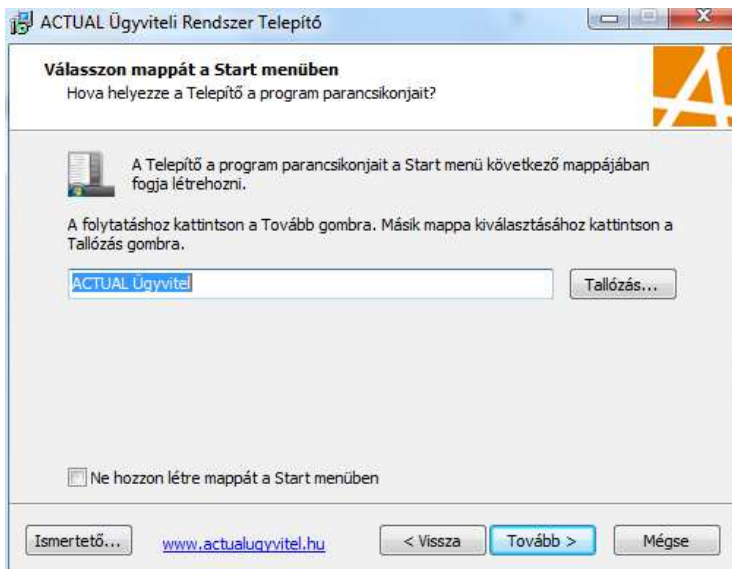 ACTUAL Ügyviteli Rendszer Telepítő
Válasszon mappát a Start menüben
Hova helyezze a Telepítő a program parancsikonjait?
A Telepítő a program parancsikonjait a Start menü következő mappájában
fogja létrehozni.
A folytatáshoz kattintson a Tovább gombra. Másik mappa kiválasztásához kattintson a
Tallózás gombra.
ACTUAL Ügyvitel
Tallózás...
Ne hozzon létre mappát a Start menüben
Ismertető...
www.actualugyvitel.hu
< Vissza
Tovább >
Mégse